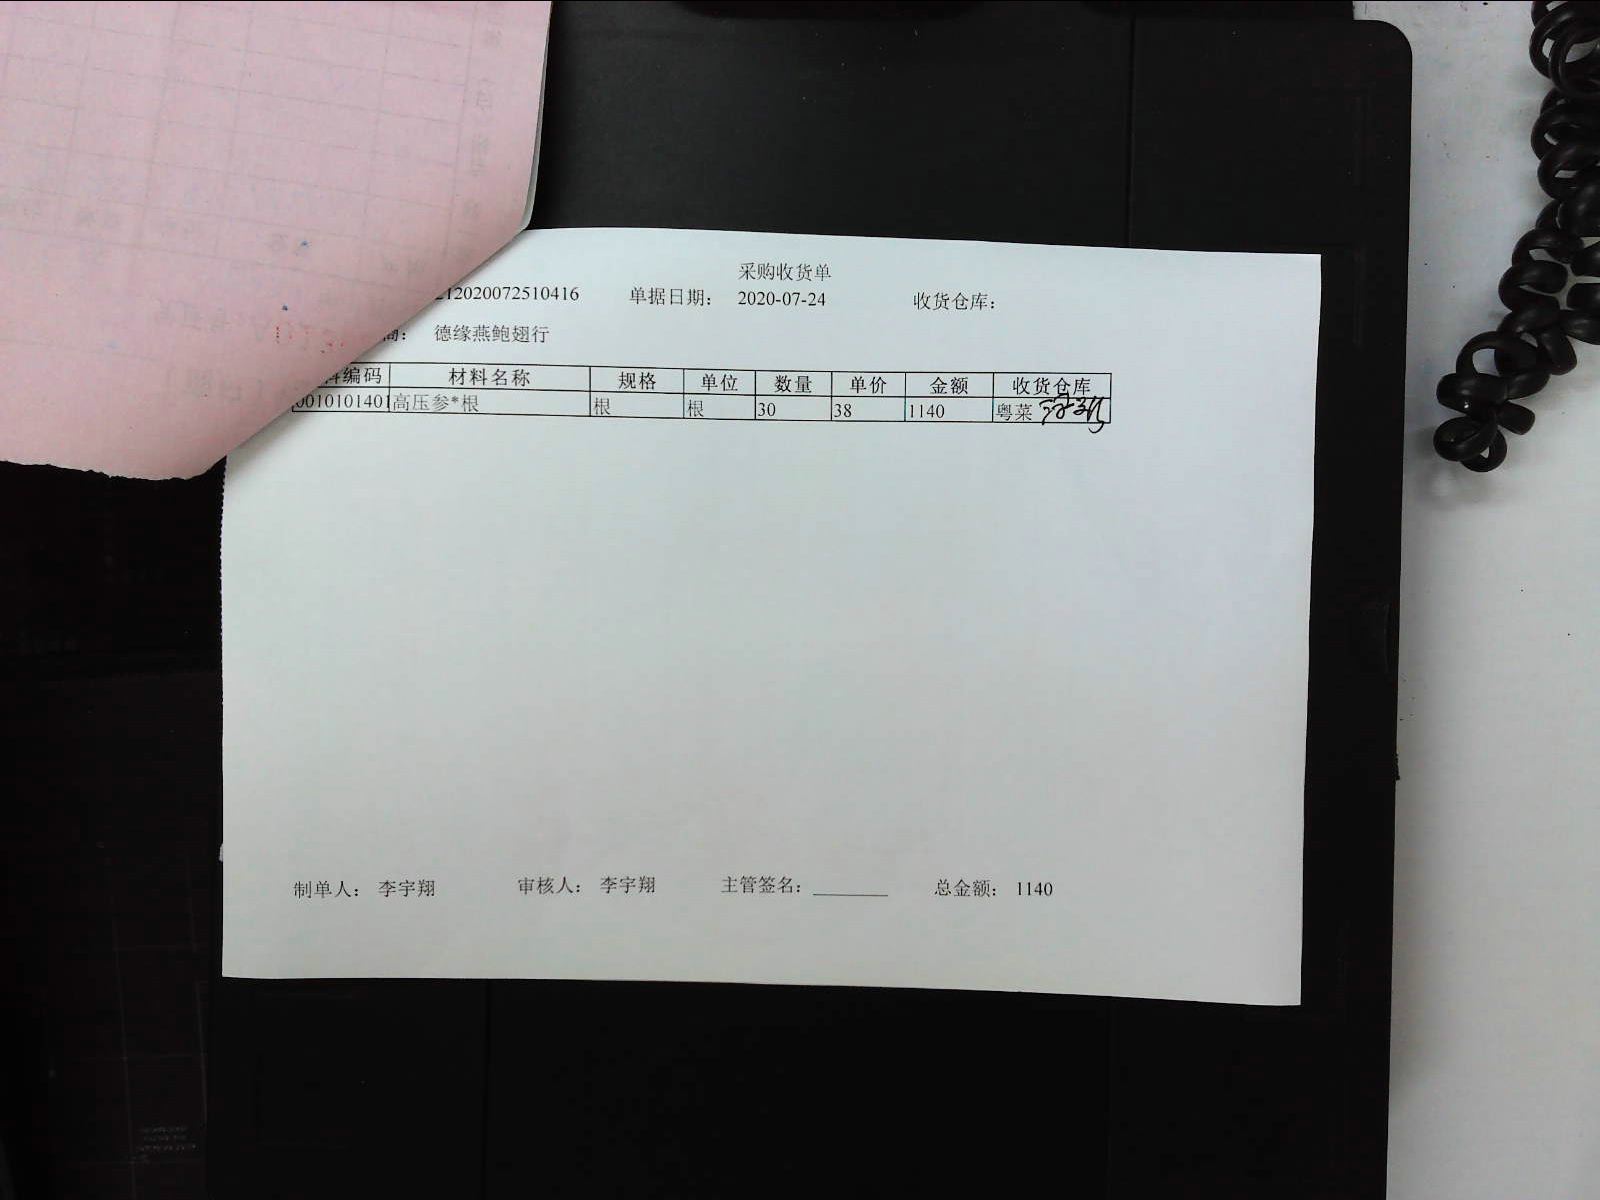 采购收货单
212020072510416 单据日期： 2020-07-24 收货仓库：
商： 德缘燕鲍翅行
料编码 材料名称 规格 单位 数量 单价 金额 收货仓库
0010101401 高压参*根 根 根 30 38 1140 粤菜
制单人： 李宇翔 审核人： 李宇翔 主管签名： 总金额： 1140